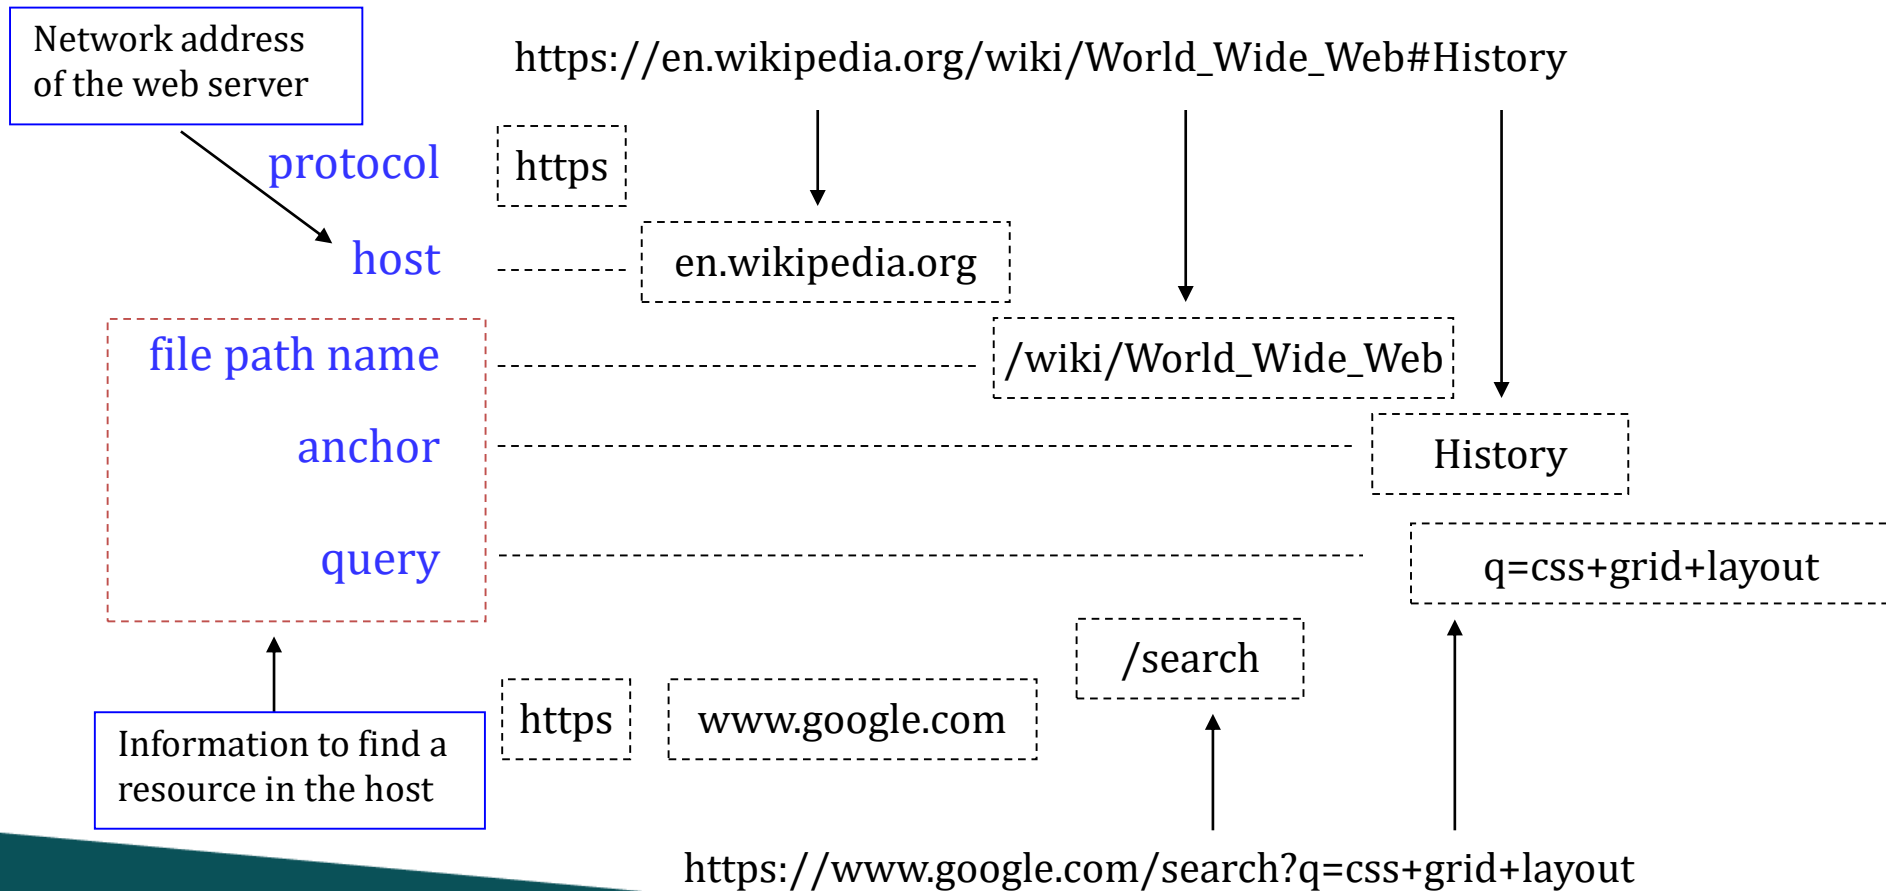 Network address
of the web server
https://en.wikipedia.org/wiki/World_Wide_Web#History
protocol
https
host
en.wikipedia.org
file path name
/wiki/World_Wide_Web
anchor
History
query
q=css+grid+layout
/search
https
www.google.com
Information to find a
resource in the host
https://www.google.com/search?q=css+grid+layout